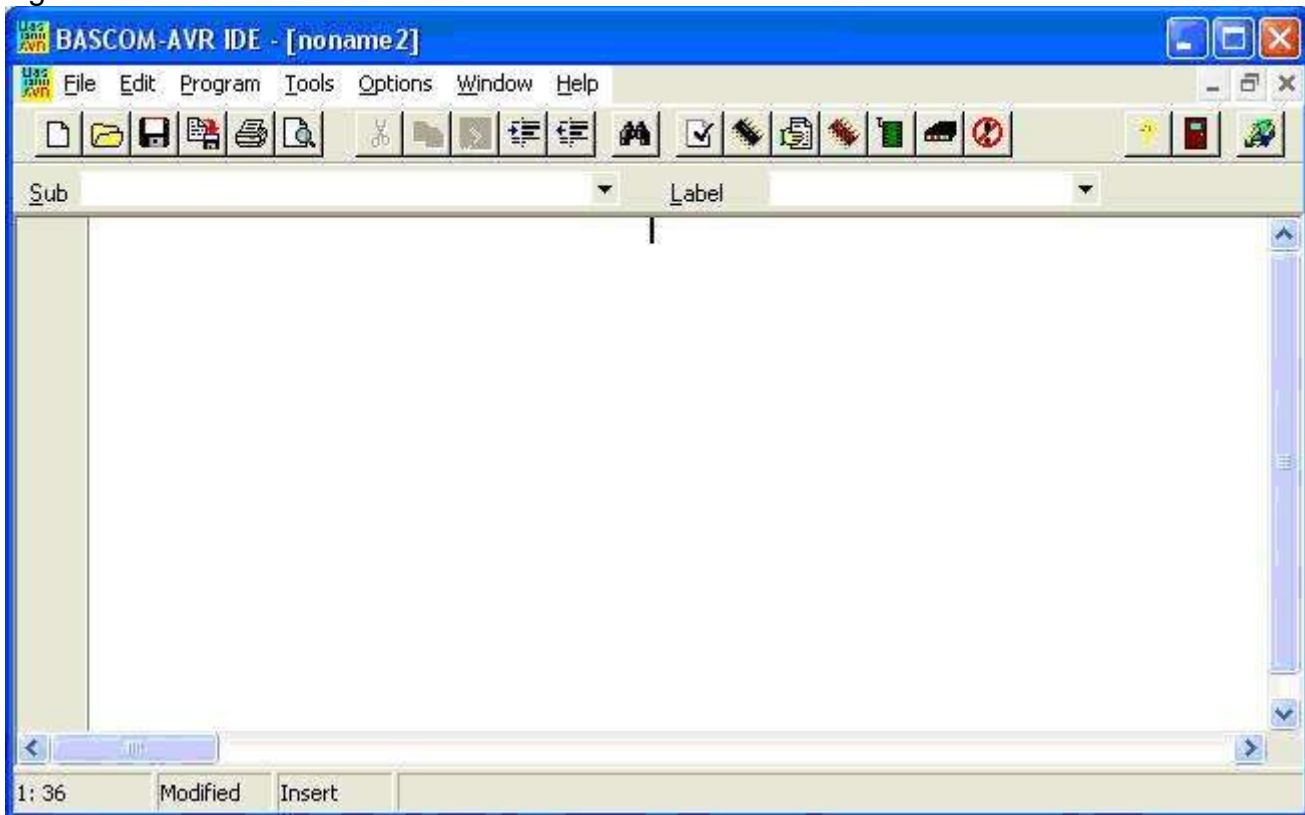 BASCOM-AVR IDE - [noname2]
File Edit Program Tools Options Window Help
Sub Label
1: 36 Modified Insert